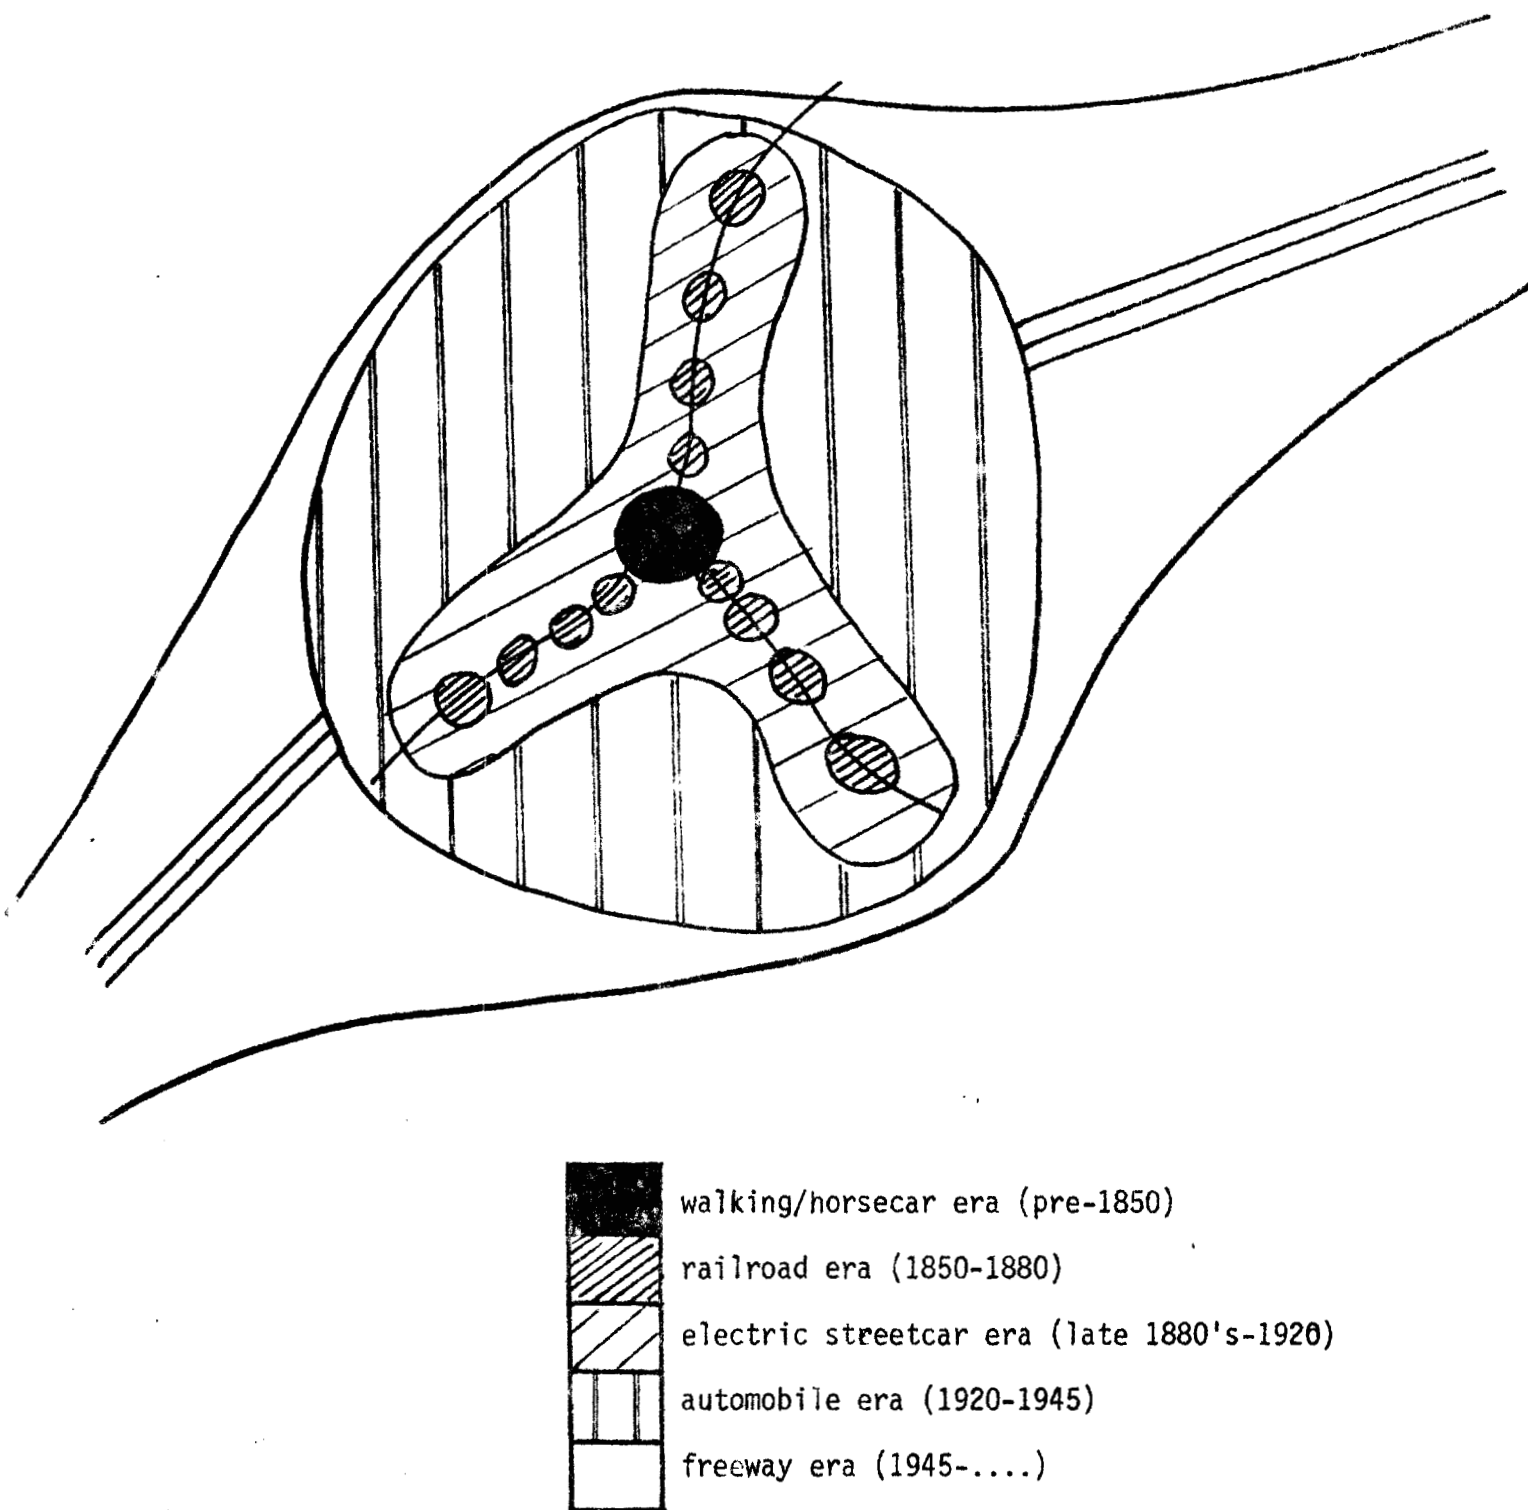 walking/horsecar era (pre-1850)
railroad era (1850-1880)
electric streetcar era (late 1880's-1920)
automobile era (1920-1945)
freeway era (1945-....)